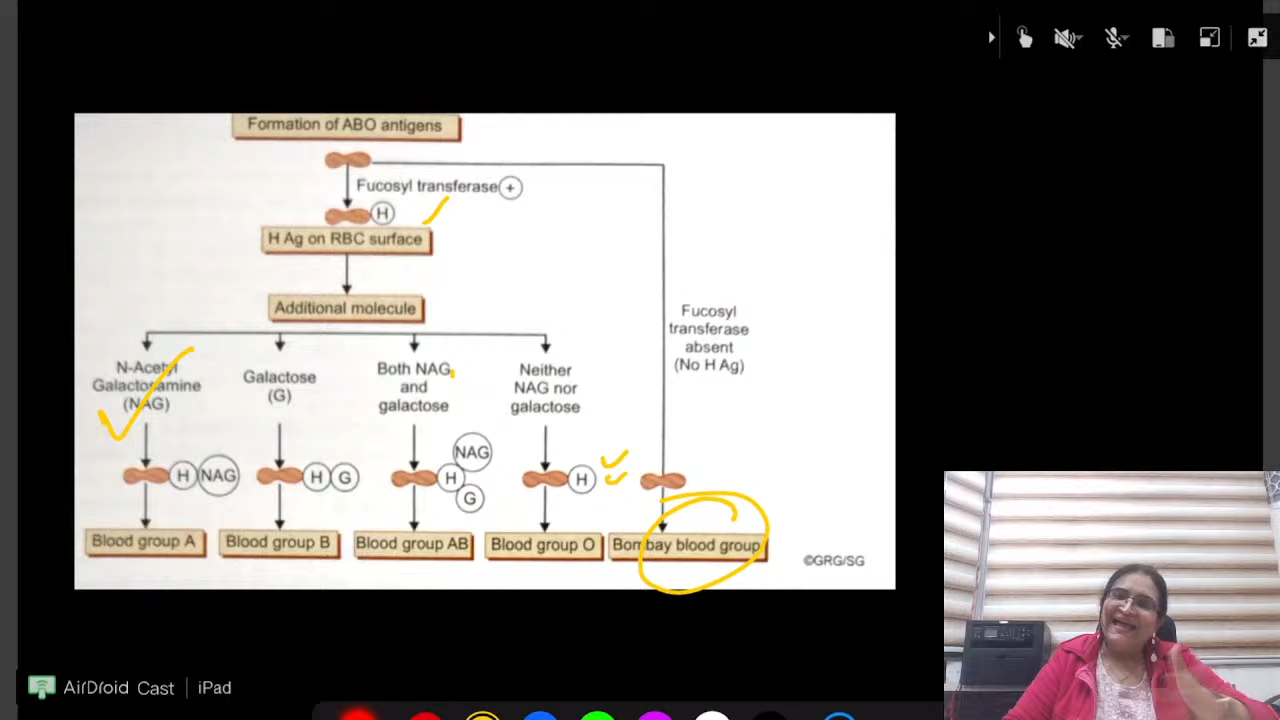 Formation of ABO antigens
Fucosyl transferase +
H
H Ag on RBC surface
Additional molecule
Fucosyl
transferase
absent
(No H Ag)
N-Acetyl
Galactosamine
(NAG)
Galactose
(G)
Both NAG
and
galactose
Neither
NAG nor
galactose
H NAG
H G
NAG
H
G
H
Blood group A
Blood group B
Blood group AB
Blood group O
Bombay blood group
©GRG/SG
AirDroid Cast | iPad